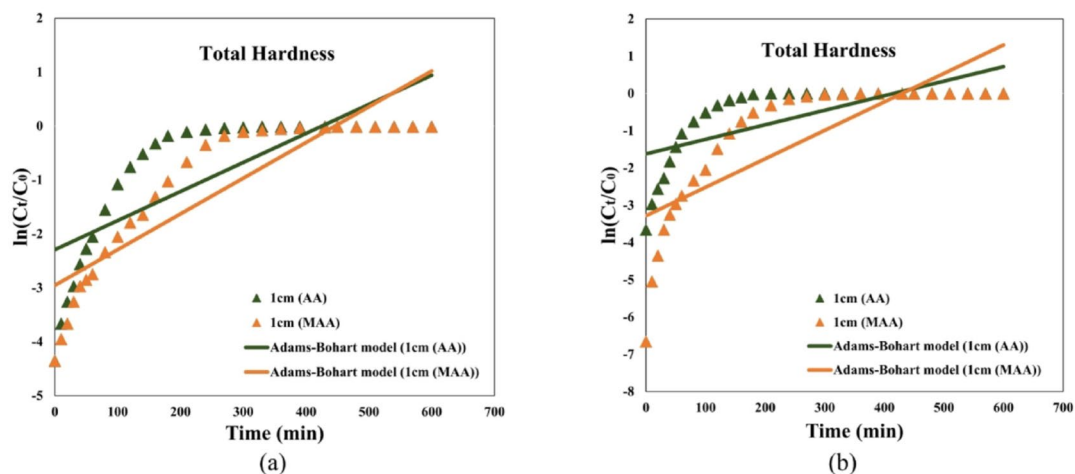 Total Hardness
2
1
0
-1
-2
-3
-4
-5
ln(Ct/C0)
1cm (AA)
1cm (MAA)
Adams-Bohart model (1cm (AA))
Adams-Bohart model (1cm (MAA))
0 100 200 300 400 500 600 700
Time (min)
(a)
Total Hardness
2
1
0
-1
-2
-3
-4
-5
-6
-7
-8
ln(Ct/C0)
1cm (AA)
1cm (MAA)
Adams-Bohart model (1cm (AA))
Adams-Bohart model (1cm (MAA))
0 100 200 300 400 500 600 700
Time (min)
(b)